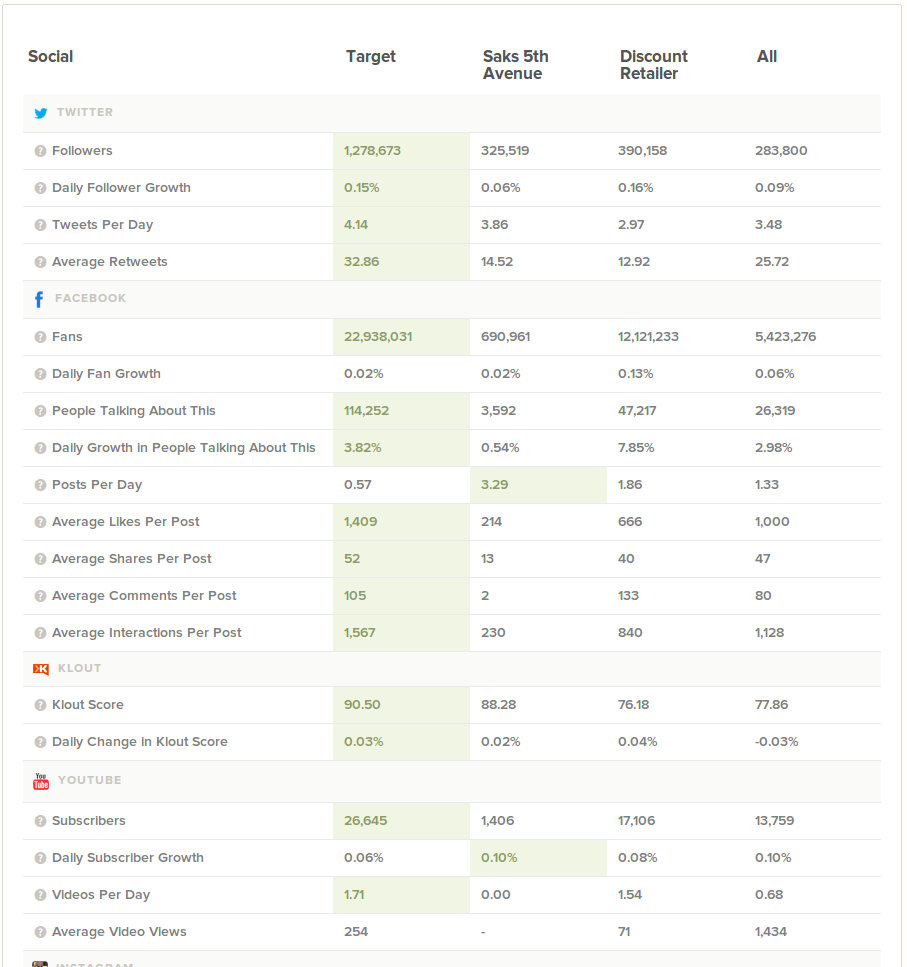 Social Target Saks 5th Avenue Discount Retailer All
TWITTER
Followers 1,278,673 325,519 390,158 283,800
Daily Follower Growth 0.15% 0.06% 0.16% 0.09%
Tweets Per Day 4.14 3.86 2.97 3.48
Average Retweets 32.86 14.52 12.92 25.72
FACEBOOK
Fans 22,938,031 690,961 12,121,233 5,423,276
Daily Fan Growth 0.02% 0.02% 0.13% 0.06%
People Talking About This 114,252 3,592 47,217 26,319
Daily Growth in People Talking About This 3.82% 0.54% 7.85% 2.98%
Posts Per Day 0.57 3.29 1.86 1.33
Average Likes Per Post 1,409 214 666 1,000
Average Shares Per Post 52 13 40 47
Average Comments Per Post 105 2 133 80
Average Interactions Per Post 1,567 230 840 1,128
KLOUT
Klout Score 90.50 88.28 76.18 77.86
Daily Change in Klout Score 0.03% 0.02% 0.04% -0.03%
You Tube YOUTUBE
Subscribers 26,645 1,406 17,106 13,759
Daily Subscriber Growth 0.06% 0.10% 0.08% 0.10%
Videos Per Day 1.71 0.00 1.54 0.68
Average Video Views 254 - 71 1,434
INSTAGRAM